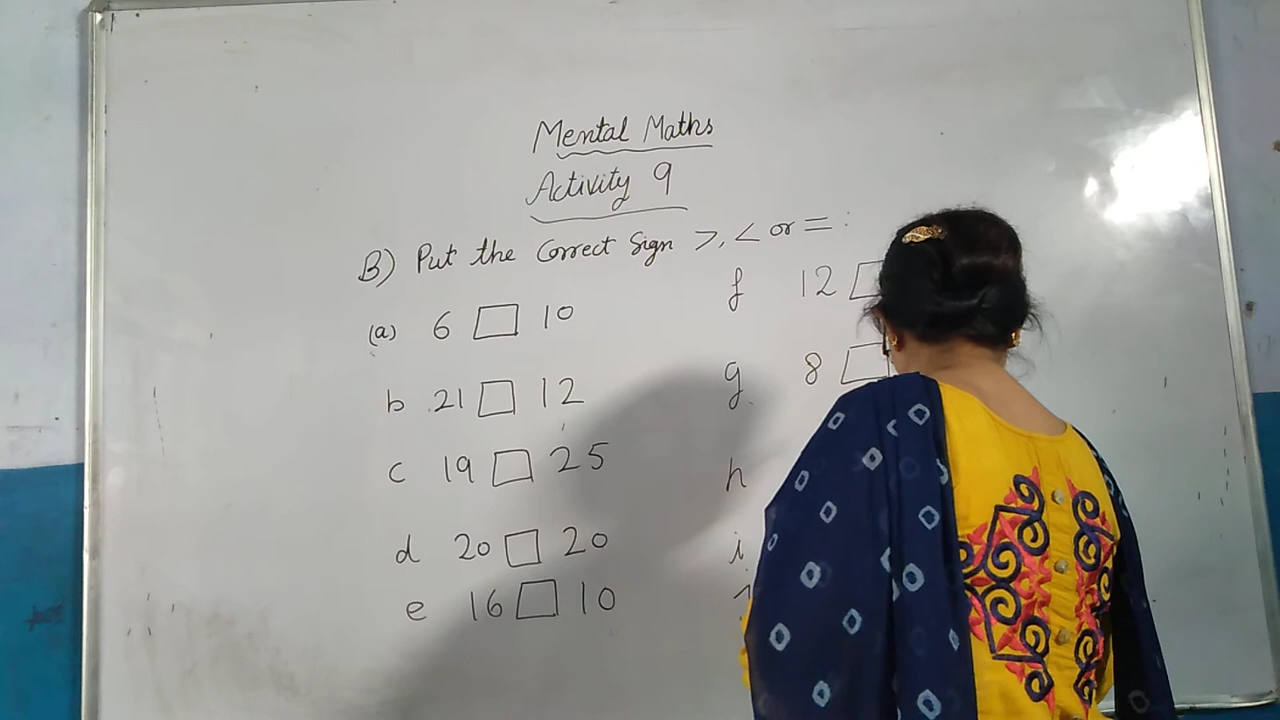 Mental Maths
Activity 9
B) Put the Correct Sign >, < or = :
(a) 6 □ 10
b 21 □ 12
c 19 □ 25
d 20 □ 20
e 16 □ 10
f 12 □
g 8 □
h
i